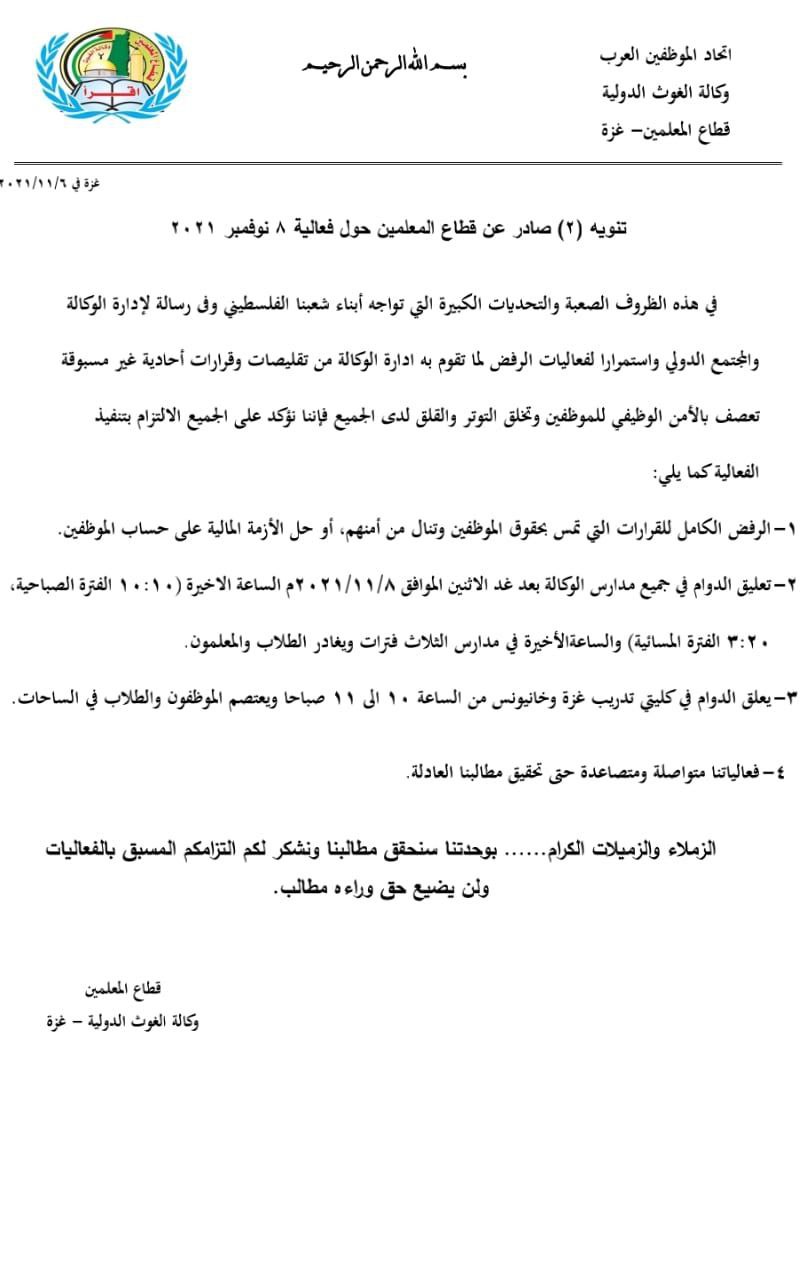 اتحاد الموظفين العرب
وكالة الغوث الدولية
قطاع المعلمين– غزة
بسم الله الرحمن الرحيم
اقرأ
غزة في ٢٠٢١/١١/٦
تنويه (٢) صادر عن قطاع المعلمين حول فعالية ٨ نوفمبر ٢٠٢١
في هذه الظروف الصعبة والتحديات الكبيرة التي تواجه أبناء شعبنا الفلسطيني وفى رسالة لإدارة الوكالة
والمجتمع الدولي واستمرارا لفعاليات الرفض لما تقوم به ادارة الوكالة من تقليصات وقرارات أحادية غير مسبوقة
تعصف بالأمن الوظيفي للموظفين وتخلق التوتر والقلق لدى الجميع فإننا نؤكد على الجميع الالتزام بتنفيذ
الفعالية كما يلي:
١– الرفض الكامل للقرارات التي تمس بحقوق الموظفين وتنال من أمنهم، أو حل الأزمة المالية على حساب الموظفين.
٢– تعليق الدوام في جميع مدارس الوكالة بعد غد الاثنين الموافق ٢٠٢١/١١/٨م الساعة الاخيرة (١٠:١٠ الفترة الصباحية،
٣:٢٠ الفترة المسائية) والساعةالأخيرة في مدارس الثلاث فترات ويغادر الطلاب والمعلمون.
٣– يعلق الدوام في كليتي تدريب غزة وخانيونس من الساعة ١٠ الى ١١ صباحا ويعتصم الموظفون والطلاب في الساحات.
٤– فعالياتنا متواصلة ومتصاعدة حتى تحقيق مطالبنا العادلة.
الزملاء والزميلات الكرام...... بوحدتنا سنحقق مطالبنا ونشكر لكم التزامكم المسبق بالفعاليات
ولن يضيع حق وراءه مطالب.
قطاع المعلمين
وكالة الغوث الدولية – غزة